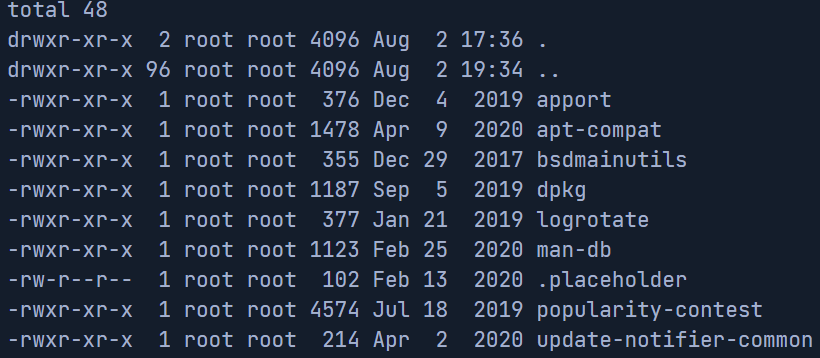 total 48
drwxr-xr-x  2 root root 4096 Aug  2 17:36 .
drwxr-xr-x 96 root root 4096 Aug  2 19:34 ..
-rwxr-xr-x  1 root root  376 Dec  4  2019 apport
-rwxr-xr-x  1 root root 1478 Apr  9  2020 apt-compat
-rwxr-xr-x  1 root root  355 Dec 29  2017 bsdmainutils
-rwxr-xr-x  1 root root 1187 Sep  5  2019 dpkg
-rwxr-xr-x  1 root root  377 Jan 21  2019 logrotate
-rwxr-xr-x  1 root root 1123 Feb 25  2020 man-db
-rw-r--r--  1 root root  102 Feb 13  2020 .placeholder
-rwxr-xr-x  1 root root 4574 Jul 18  2019 popularity-contest
-rwxr-xr-x  1 root root  214 Apr  2  2020 update-notifier-common